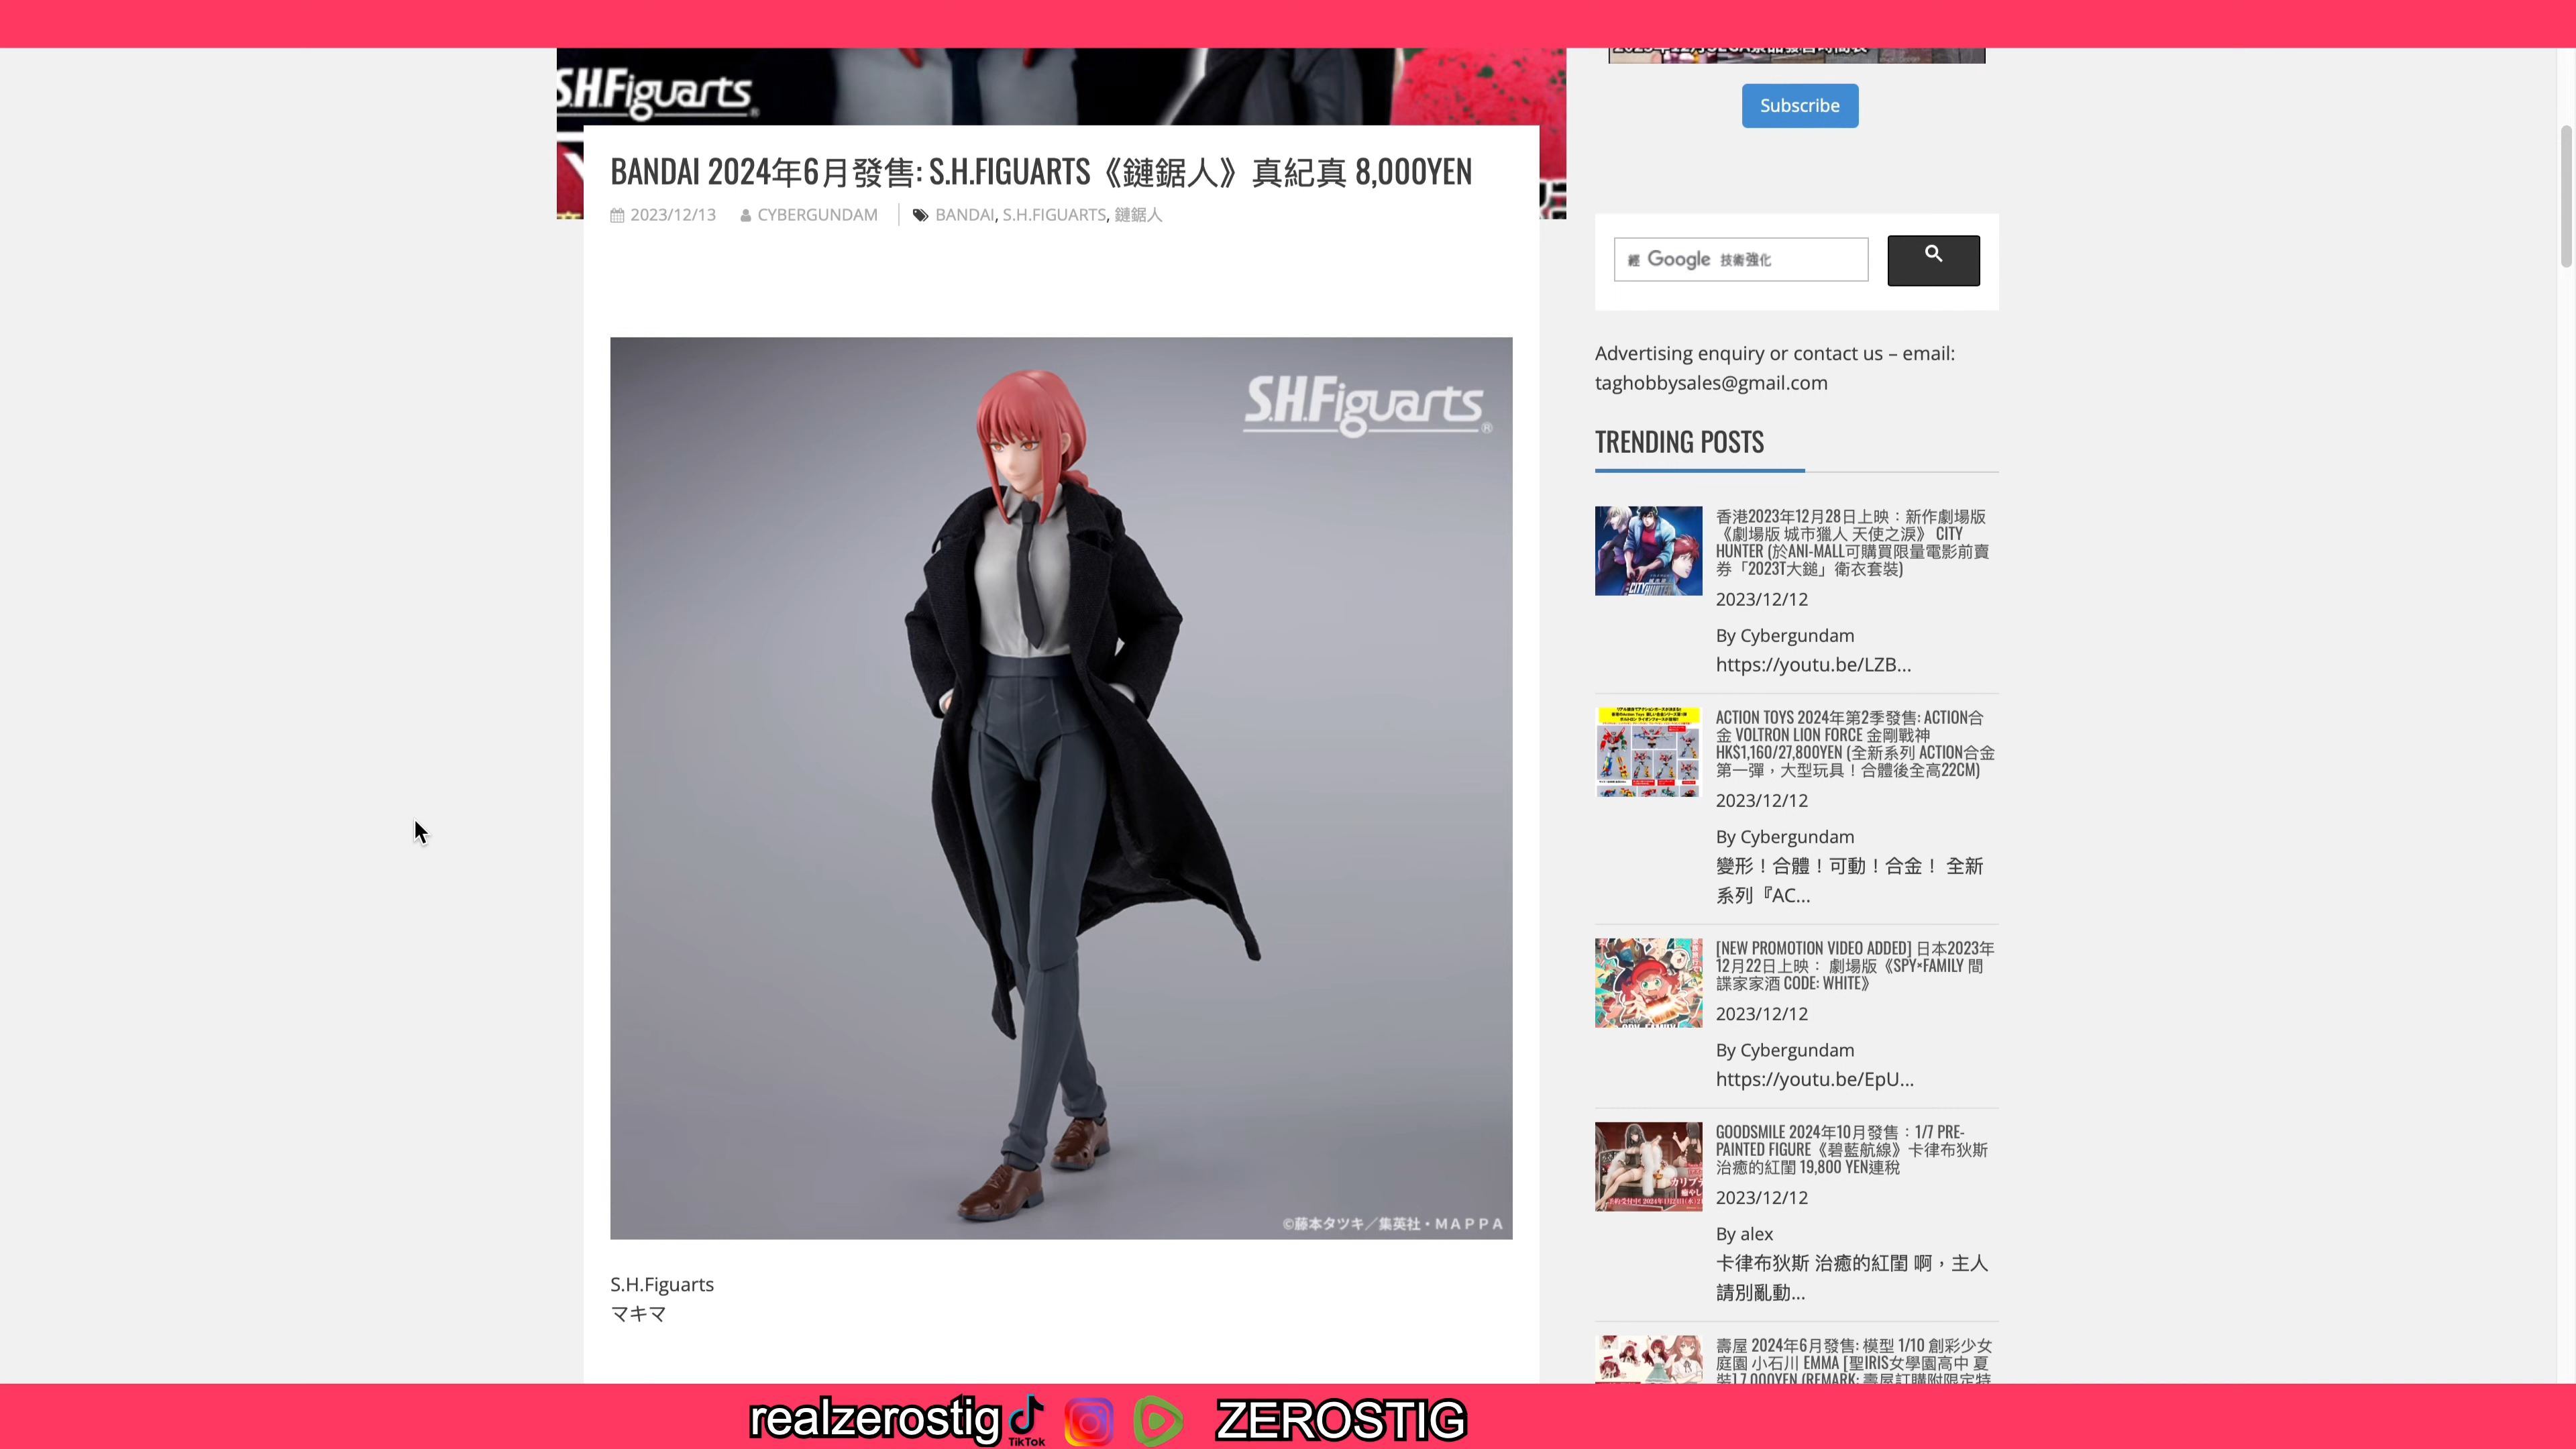 S.H.Figuarts®
BANDAI 2024年6月發售: S.H.FIGUARTS《鏈鋸人》真紀真 8,000YEN
2023/12/13 CYBERGUNDAM BANDAI, S.H.FIGUARTS, 鏈鋸人
S.H.Figuarts®
©藤本タツキ／集英社・MAPPA
S.H.Figuarts
マキマ
Subscribe
經 Google 技術強化
Advertising enquiry or contact us – email:
taghobbysales@gmail.com
TRENDING POSTS
香港2023年12月28日上映：新作劇場版
《劇場版 城市獵人 天使之淚》 CITY
HUNTER (於ANI-MALL可購買限量電影前賣
券「2023T大鎚」衛衣套裝)
2023/12/12
By Cybergundam
https://youtu.be/LZB...
ACTION TOYS 2024年第2季發售: ACTION合
金 VOLTRON LION FORCE 金剛戰神
HK$1,160/27,800YEN (全新系列 ACTION合金
第一彈，大型玩具！合體後全高22CM)
2023/12/12
By Cybergundam
變形！合體！可動！合金！ 全新
系列『AC...
[NEW PROMOTION VIDEO ADDED] 日本2023年
12月22日上映： 劇場版《SPY×FAMILY 間
諜家家酒 CODE: WHITE》
2023/12/12
By Cybergundam
https://youtu.be/EpU...
GOODSMILE 2024年10月發售：1/7 PRE-
PAINTED FIGURE《碧藍航線》卡律布狄斯
治癒的紅閨 19,800 YEN連稅
2023/12/12
By alex
卡律布狄斯 治癒的紅閨 啊，主人
請別亂動...
壽屋 2024年6月發售: 模型 1/10 創彩少女
庭園 小石川 EMMA [聖IRIS女學園高中 夏
裝] 7,000YEN (REMARK: 壽屋訂購附限定特
realzerostig TikTok ZEROSTIG